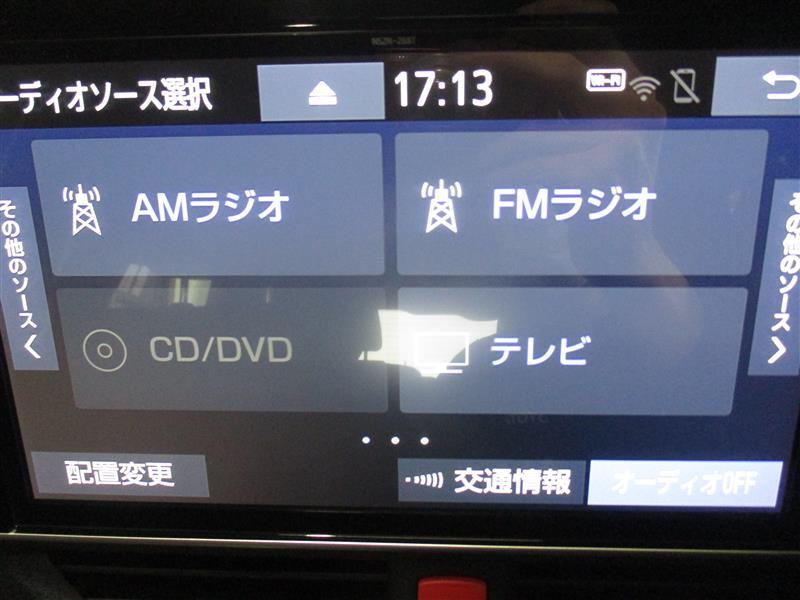 ーディオソース選択
17:13
Wi-Fi
AMラジオ
FMラジオ
その他のソース
その他のソース
CD/DVD
テレビ
配置変更
交通情報
オーディオOFF